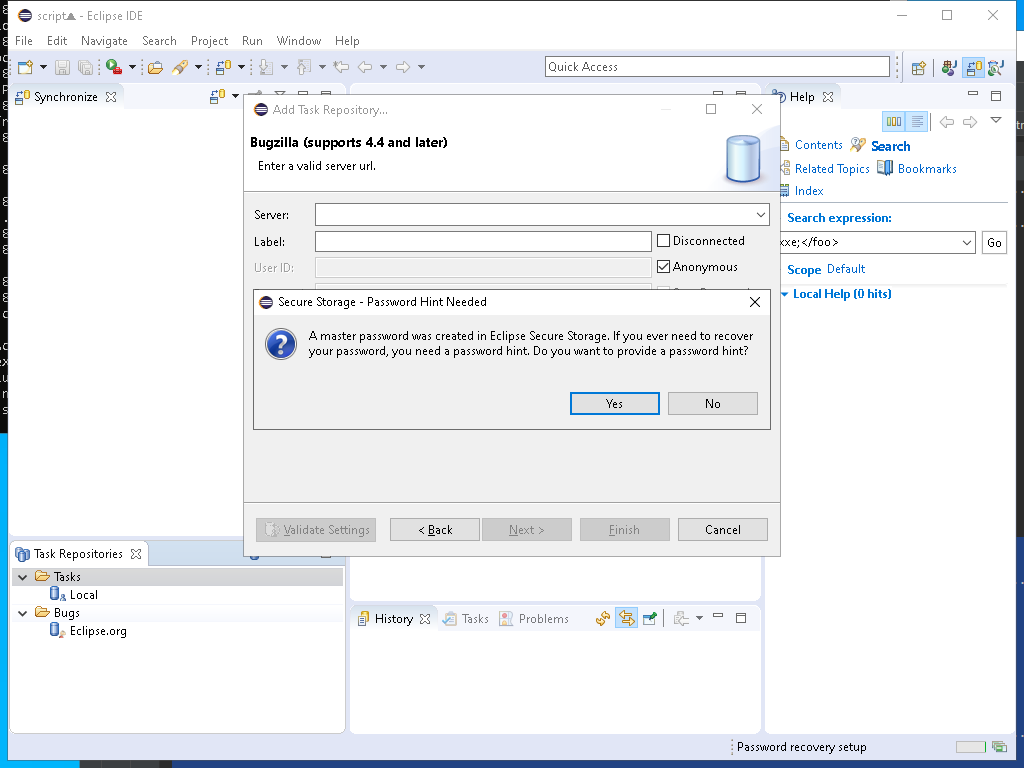 script▲ - Eclipse IDE
File Edit Navigate Search Project Run Window Help
Quick Access
Synchronize
Help
Add Task Repository...
Bugzilla (supports 4.4 and later)
Enter a valid server url.
Contents Search
Related Topics Bookmarks
Index
Server:
Search expression:
Label:
Disconnected
xe;</foo>
Go
User ID:
Anonymous
Scope Default
Local Help (0 hits)
Secure Storage - Password Hint Needed
A master password was created in Eclipse Secure Storage. If you ever need to recover
your password, you need a password hint. Do you want to provide a password hint?
Yes No
Validate Settings < Back Next > Finish Cancel
Task Repositories
Tasks
Local
Bugs
Eclipse.org
History Tasks Problems
Password recovery setup